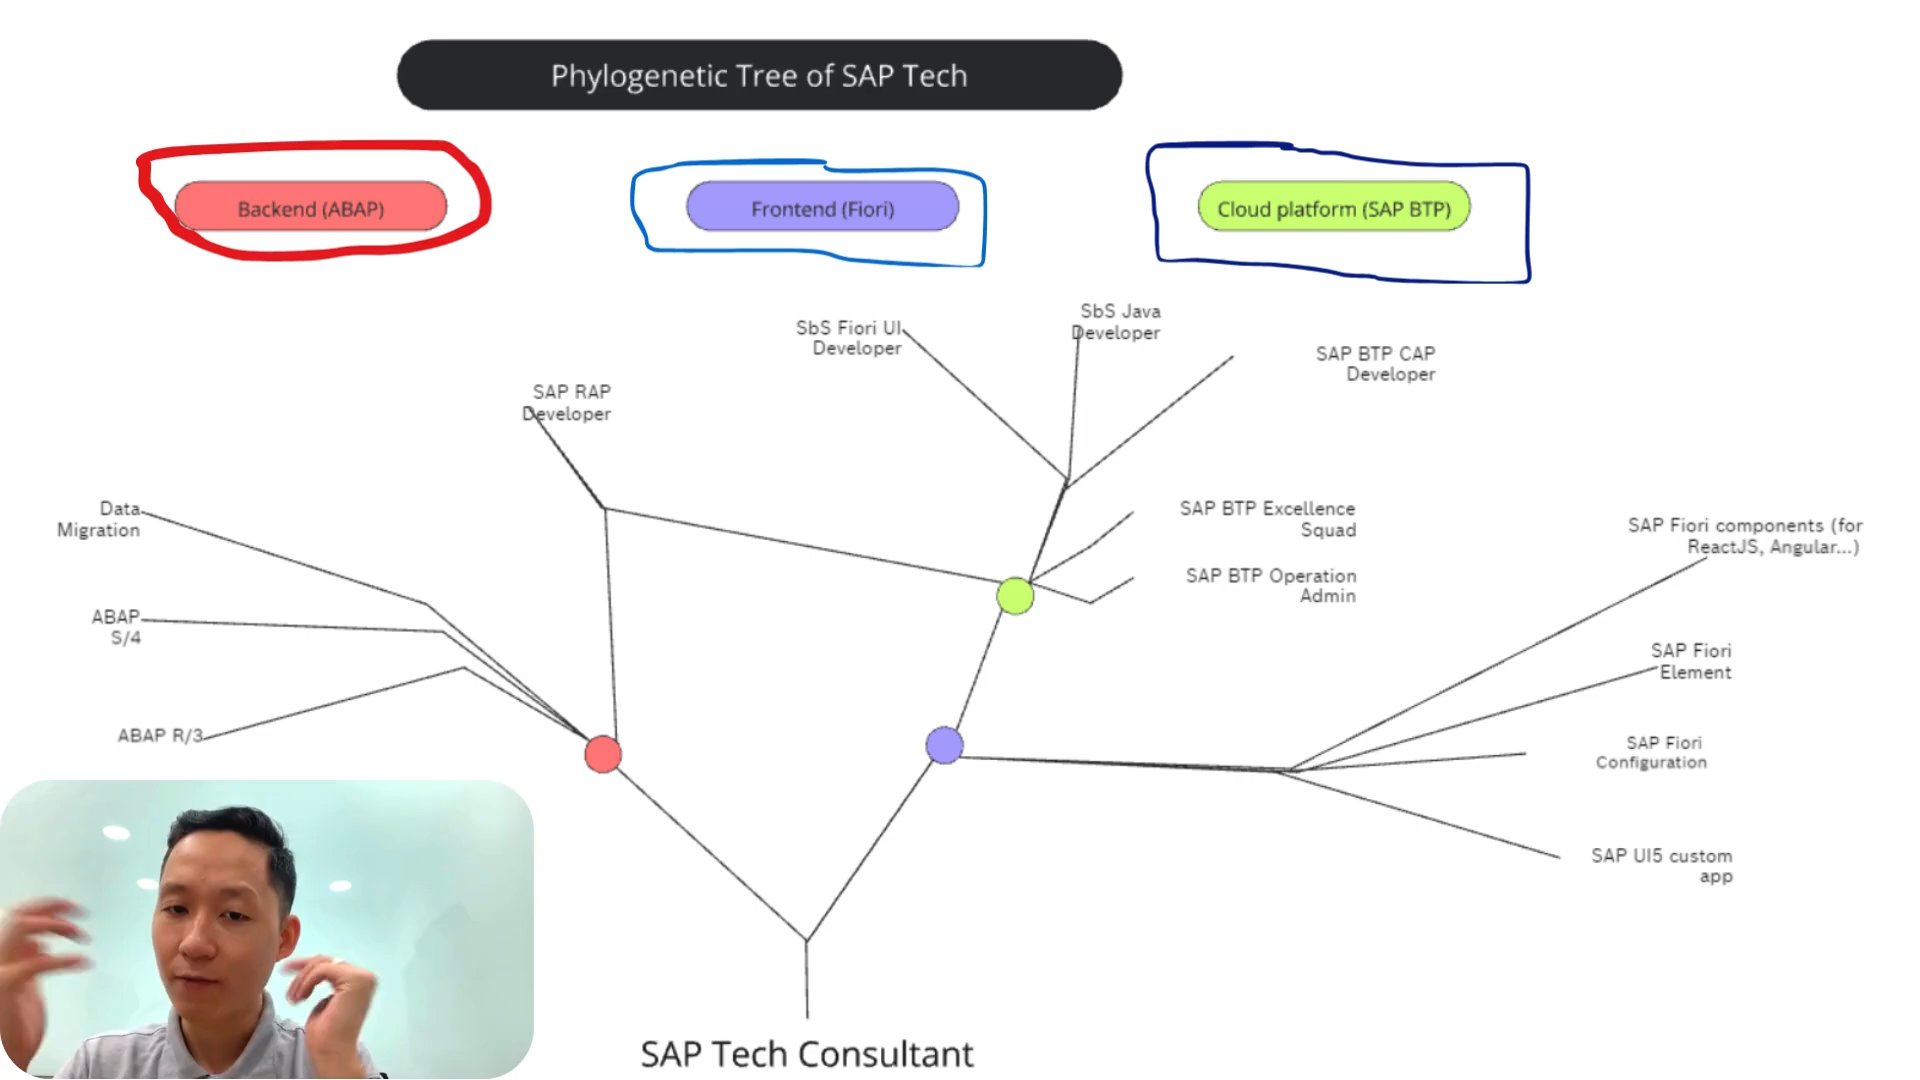 Phylogenetic Tree of SAP Tech
Backend (ABAP)
Frontend (Fiori)
Cloud platform (SAP BTP)
SbS Fiori UI
Developer
SbS Java
Developer
SAP BTP CAP
Developer
SAP RAP
Developer
Data
Migration
SAP BTP Excellence
Squad
SAP Fiori components (for
ReactJS, Angular...)
SAP BTP Operation
Admin
ABAP
S/4
SAP Fiori
Element
ABAP R/3
SAP Fiori
Configuration
SAP UI5 custom
app
SAP Tech Consultant